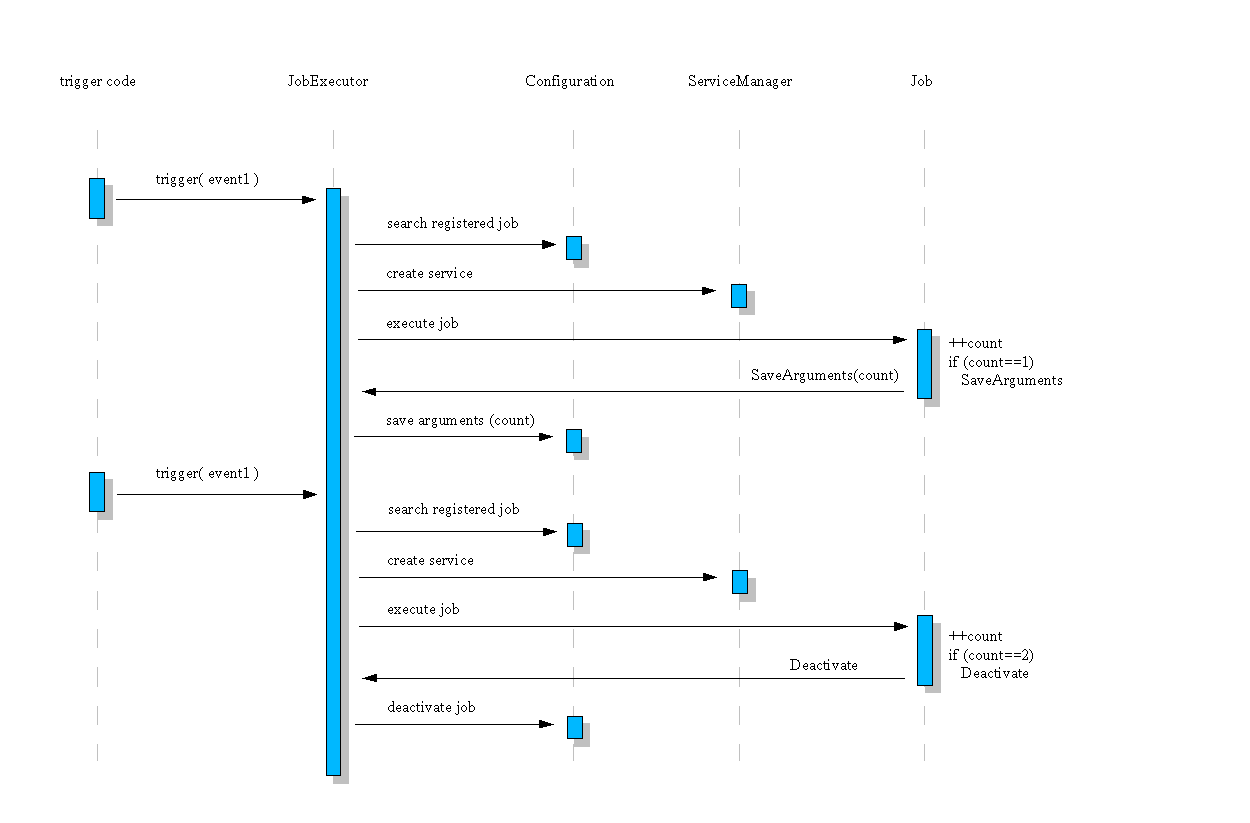 trigger code
JobExecutor
Configuration
ServiceManager
Job
trigger( event1 )
search registered job
create service
execute job
++count
if (count==1)
SaveArguments
SaveArguments(count)
save arguments (count)
trigger( event1 )
search registered job
create service
execute job
++count
if (count==2)
Deactivate
Deactivate
deactivate job